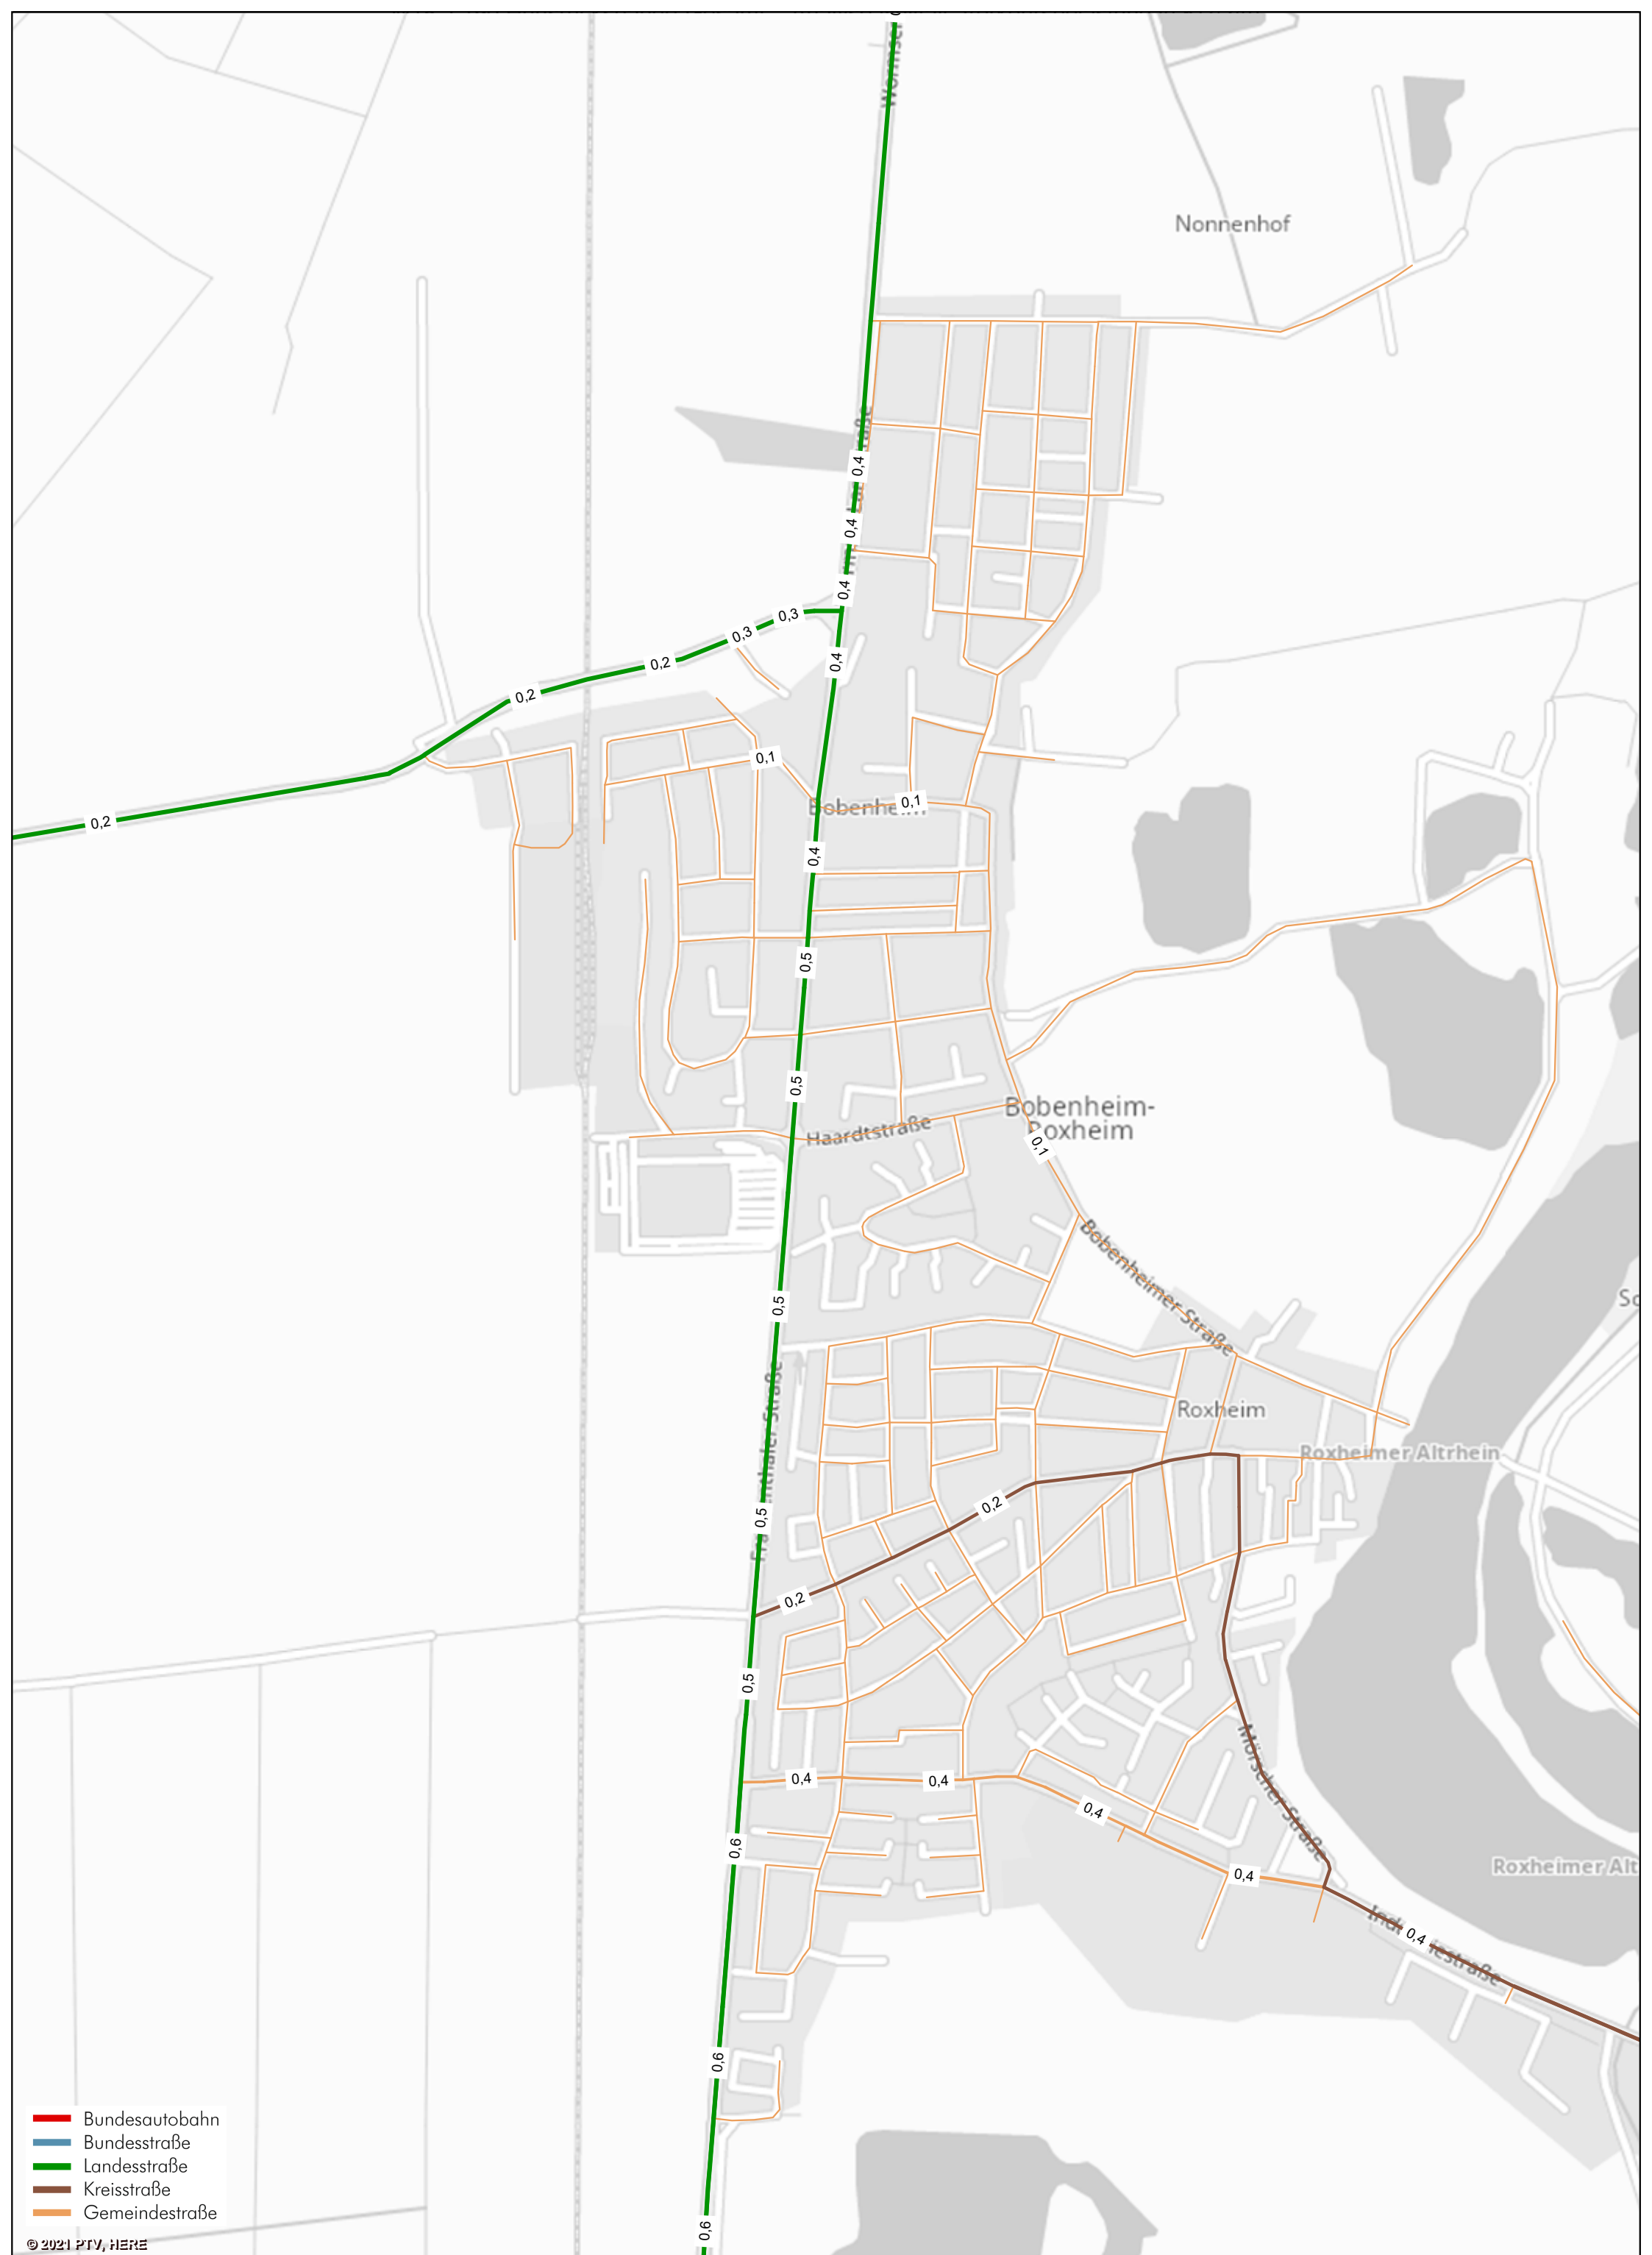 Nonnenhof
0,4
0,4
0,4
0,3
0,3
0,4
0,2
0,2
0,1
0,1
0,2
0,4
0,5
0,5
Bobenheim-
Roxheim
Haardtstraße
0,1
Bobenheimer Straße
0,5
Roxheim
Roxheimer Altrhein
0,2
0,5
0,2
0,5
Mörscher Straße
0,4
0,4
0,4
0,6
Roxheimer Alt
0,4
0,4
0,6
Bundesautobahn
Bundesstraße
Landesstraße
Kreisstraße
Gemeindestraße
0,6
© 2021 PTV, HERE